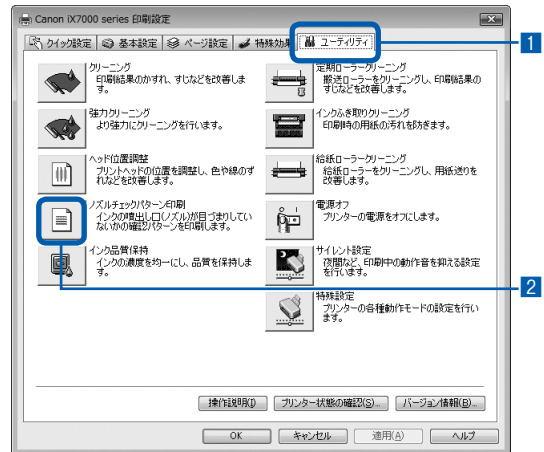 Canon iX7000 series 印刷設定
クイック設定
基本設定
ページ設定
特殊効果
ユーティリティ
1
クリーニング
印刷結果のかすれ、すじなどを改善しま
す。
強力クリーニング
より強力にクリーニングを行います。
ヘッド位置調整
プリントヘッドの位置を調整し、色や線のず
れなどを改善します。
ノズルチェックパターン印刷
インクの噴出し口(ノズル)が目づまりしてい
ないかの確認パターンを印刷します。
インク品質保持
インクの濃度を均一にし、品質を保持しま
す。
定期ローラークリーニング
搬送ローラーをクリーニングし、印刷結果の
すじなどを改善します。
インクふき取りクリーニング
印刷時の用紙の汚れを防ぎます。
給紙ローラークリーニング
給紙ローラーをクリーニングし、用紙送りを
改善します。
電源オフ
プリンターの電源をオフにします。
サイレント設定
夜間など、印刷中の動作音を抑える設定
を行います。
2
特殊設定
プリンターの各種動作モードの設定を行い
ます。
操作説明(I)
プリンター状態の確認(S)...
バージョン情報(B)...
OK
キャンセル
適用(A)
ヘルプ